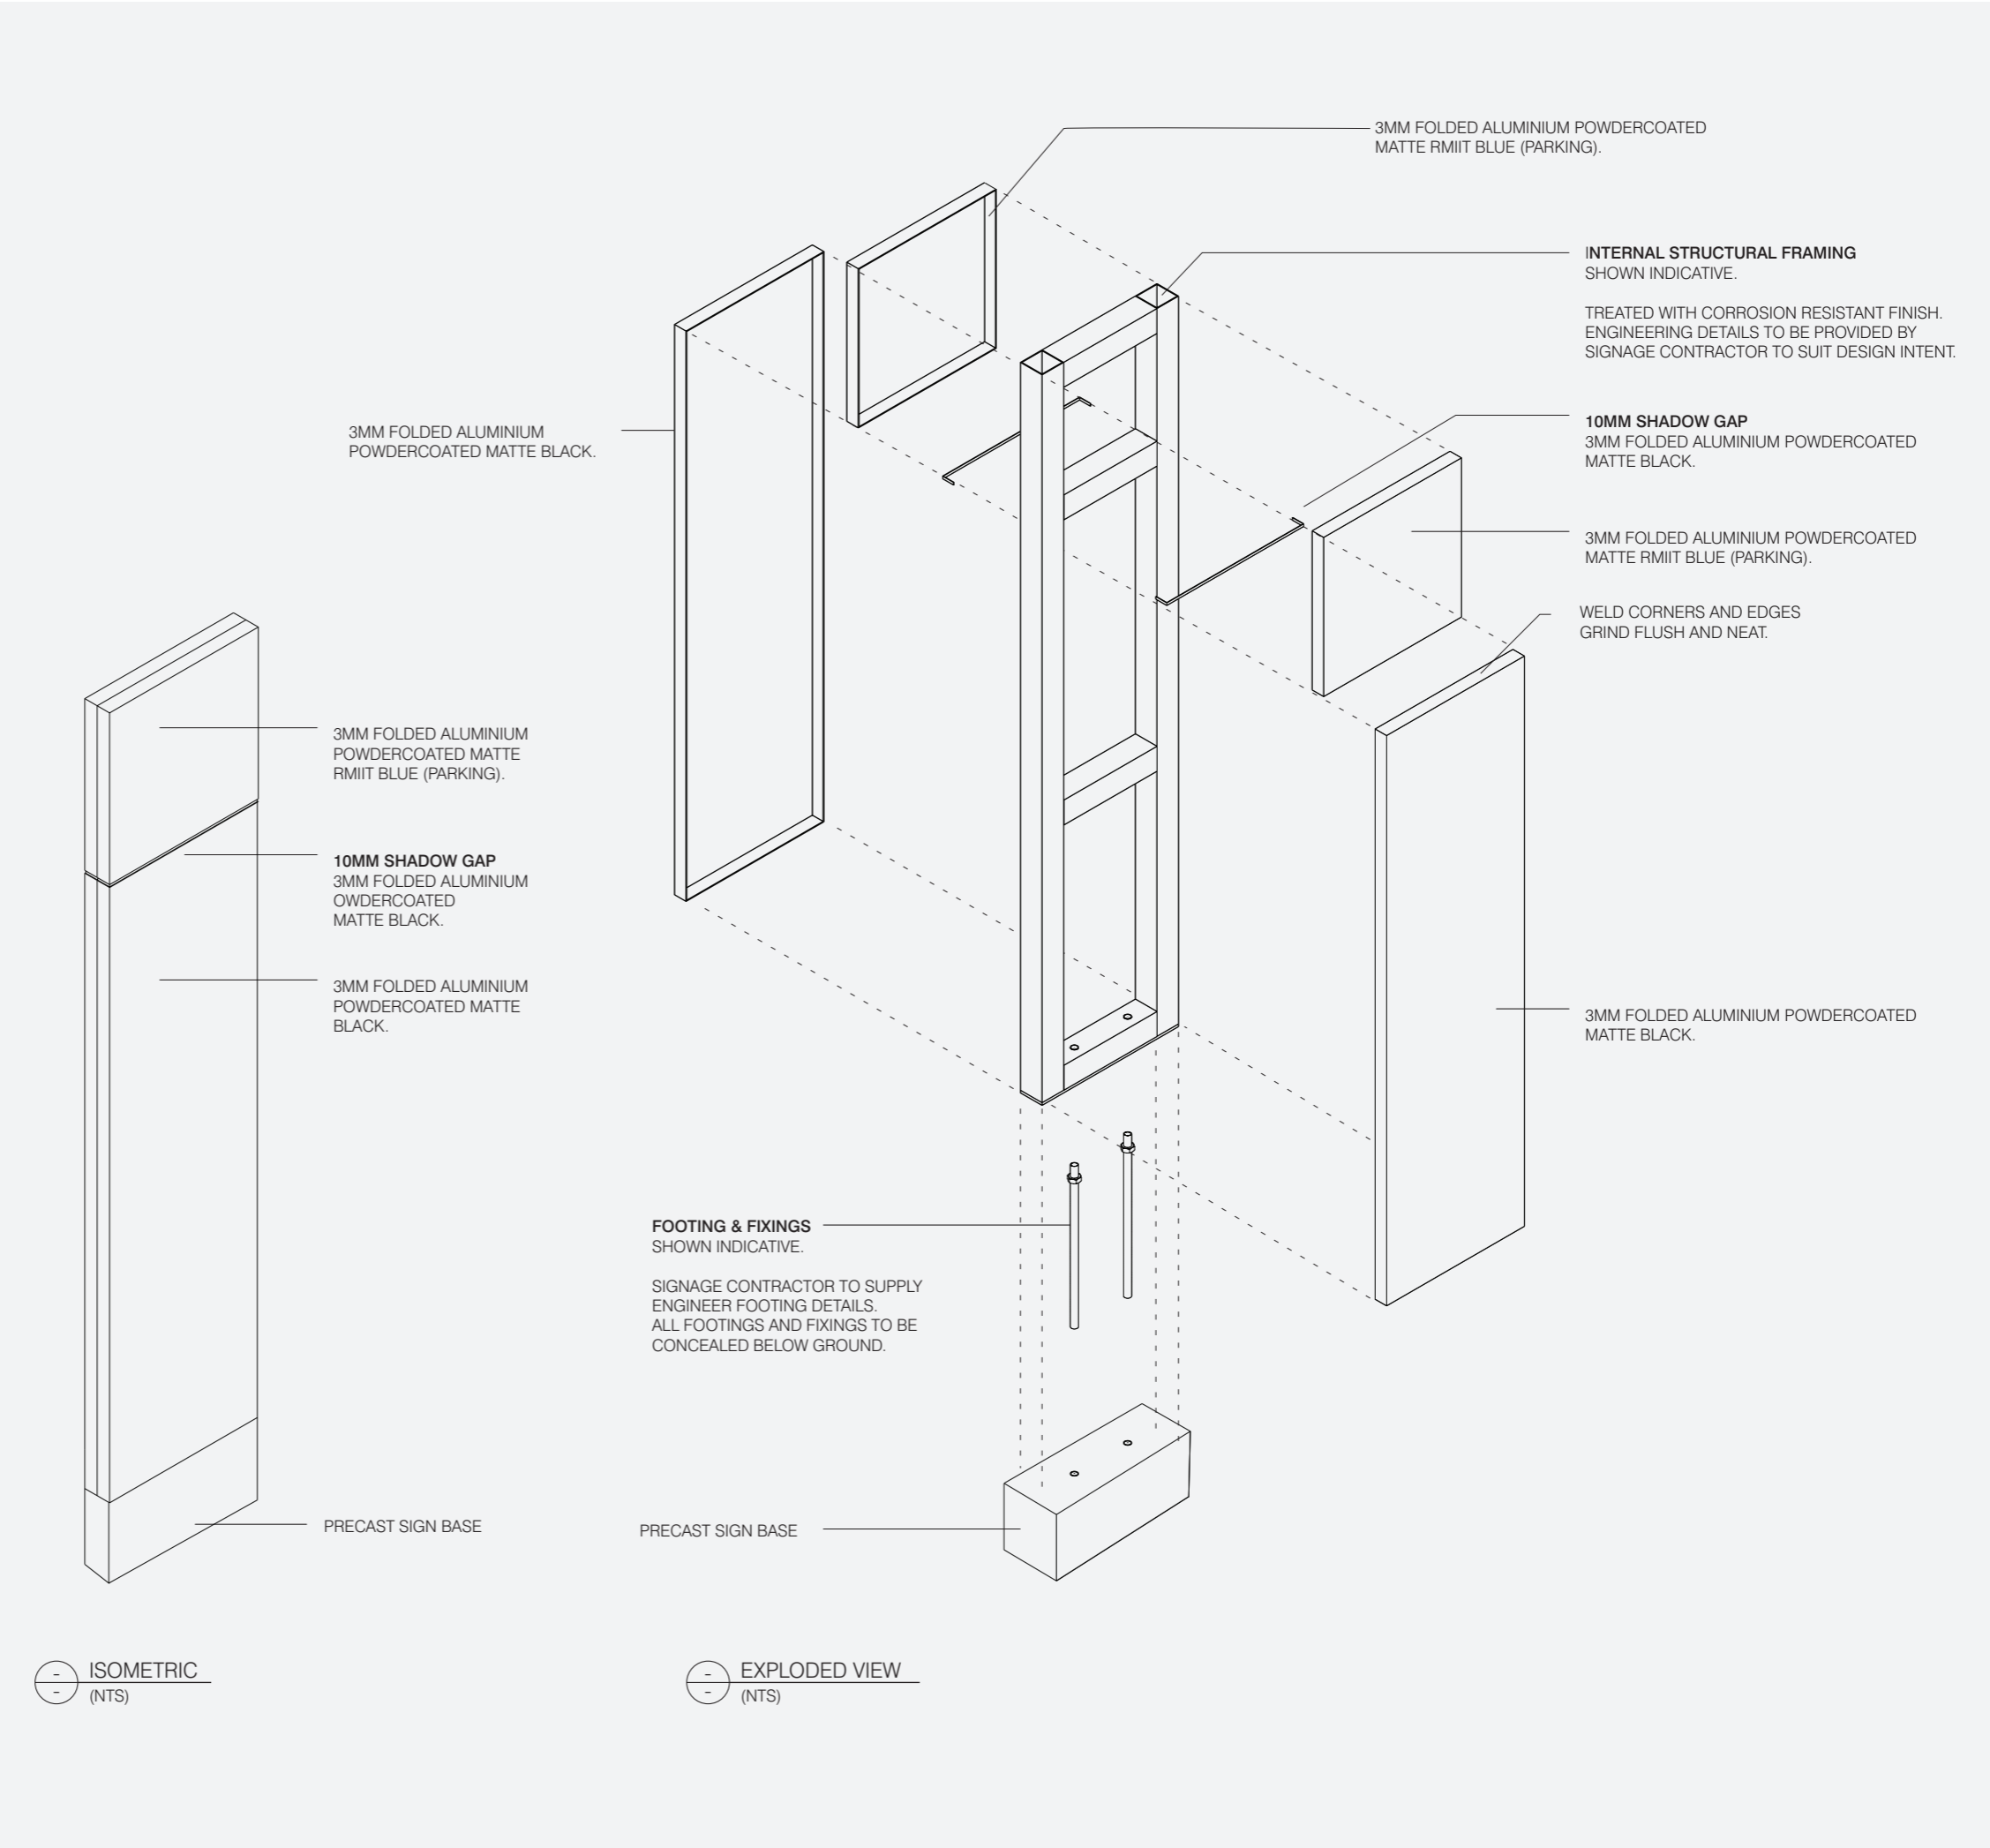 3MM FOLDED ALUMINIUM POWDERCOATED
MATTE RMIIT BLUE (PARKING).
INTERNAL STRUCTURAL FRAMING
SHOWN INDICATIVE.
TREATED WITH CORROSION RESISTANT FINISH.
ENGINEERING DETAILS TO BE PROVIDED BY
SIGNAGE CONTRACTOR TO SUIT DESIGN INTENT.
10MM SHADOW GAP
3MM FOLDED ALUMINIUM POWDERCOATED
MATTE BLACK.
3MM FOLDED ALUMINIUM
POWDERCOATED MATTE BLACK.
3MM FOLDED ALUMINIUM POWDERCOATED
MATTE RMIIT BLUE (PARKING).
WELD CORNERS AND EDGES
GRIND FLUSH AND NEAT.
3MM FOLDED ALUMINIUM
POWDERCOATED MATTE
RMIIT BLUE (PARKING).
10MM SHADOW GAP
3MM FOLDED ALUMINIUM
OWDERCOATED
MATTE BLACK.
3MM FOLDED ALUMINIUM
POWDERCOATED MATTE
BLACK.
3MM FOLDED ALUMINIUM POWDERCOATED
MATTE BLACK.
FOOTING & FIXINGS
SHOWN INDICATIVE.
SIGNAGE CONTRACTOR TO SUPPLY
ENGINEER FOOTING DETAILS.
ALL FOOTINGS AND FIXINGS TO BE
CONCEALED BELOW GROUND.
PRECAST SIGN BASE
PRECAST SIGN BASE
-
-
ISOMETRIC
(NTS)
-
-
EXPLODED VIEW
(NTS)